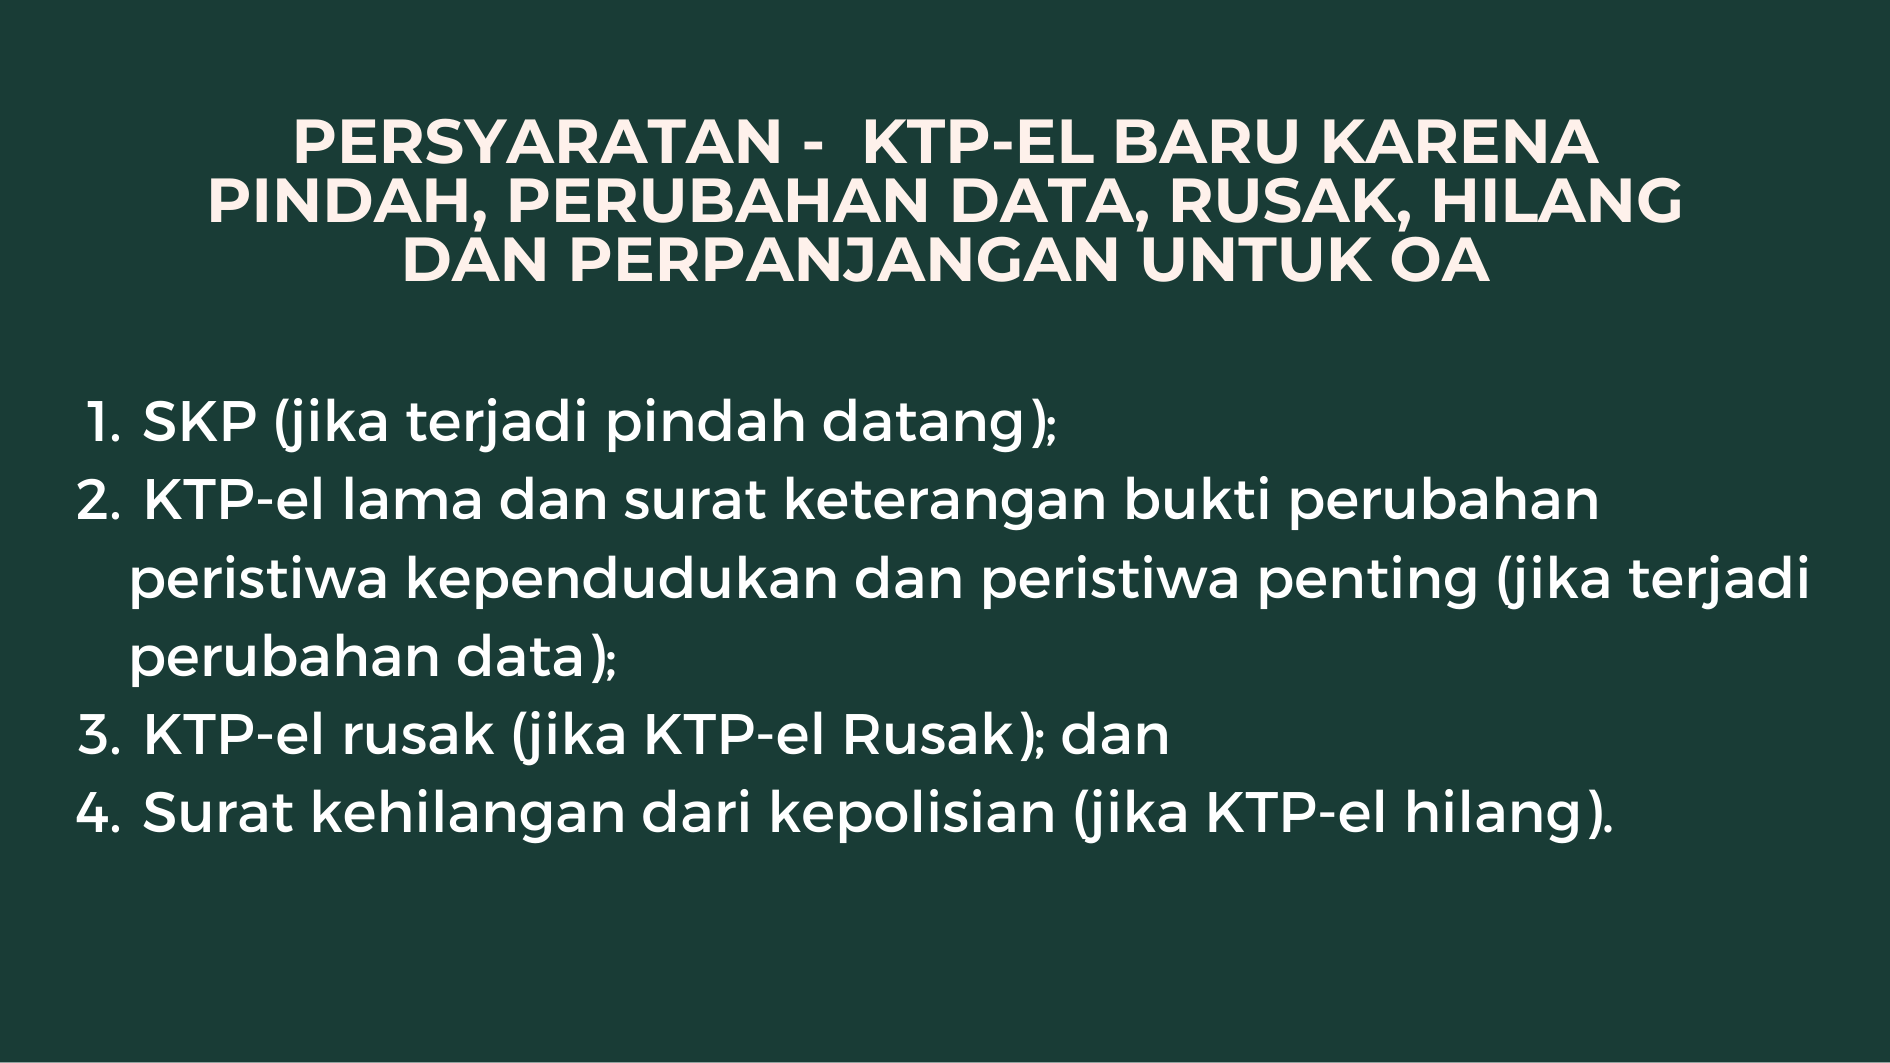 PERSYARATAN -  KTP-EL BARU KARENA
PINDAH, PERUBAHAN DATA, RUSAK, HILANG
DAN PERPANJANGAN UNTUK OA
1. SKP (jika terjadi pindah datang);
2. KTP-el lama dan surat keterangan bukti perubahan
peristiwa kependudukan dan peristiwa penting (jika terjadi
perubahan data);
3. KTP-el rusak (jika KTP-el Rusak); dan
4. Surat kehilangan dari kepolisian (jika KTP-el hilang).